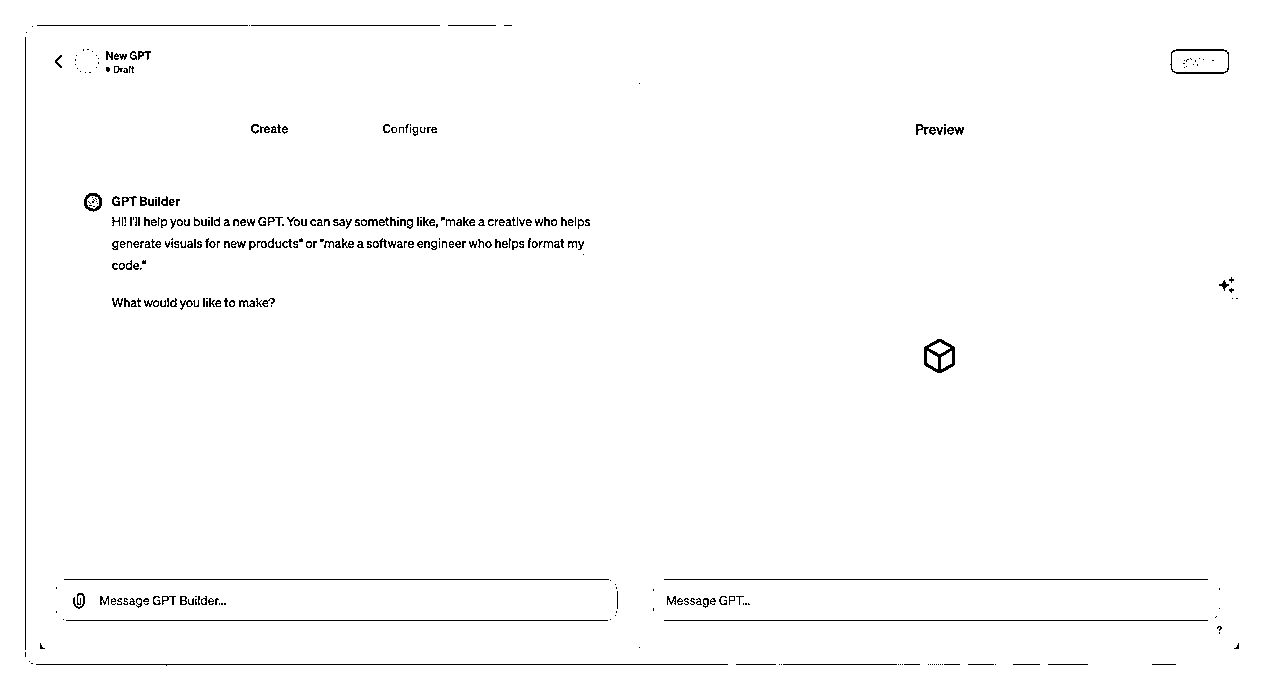 New GPT
• Draft
Create
Configure
Preview
GPT Builder
Hi! I'll help you build a new GPT. You can say something like, "make a creative who helps
generate visuals for new products" or "make a software engineer who helps format my
code."
What would you like to make?
Message GPT Builder...
Message GPT...
?